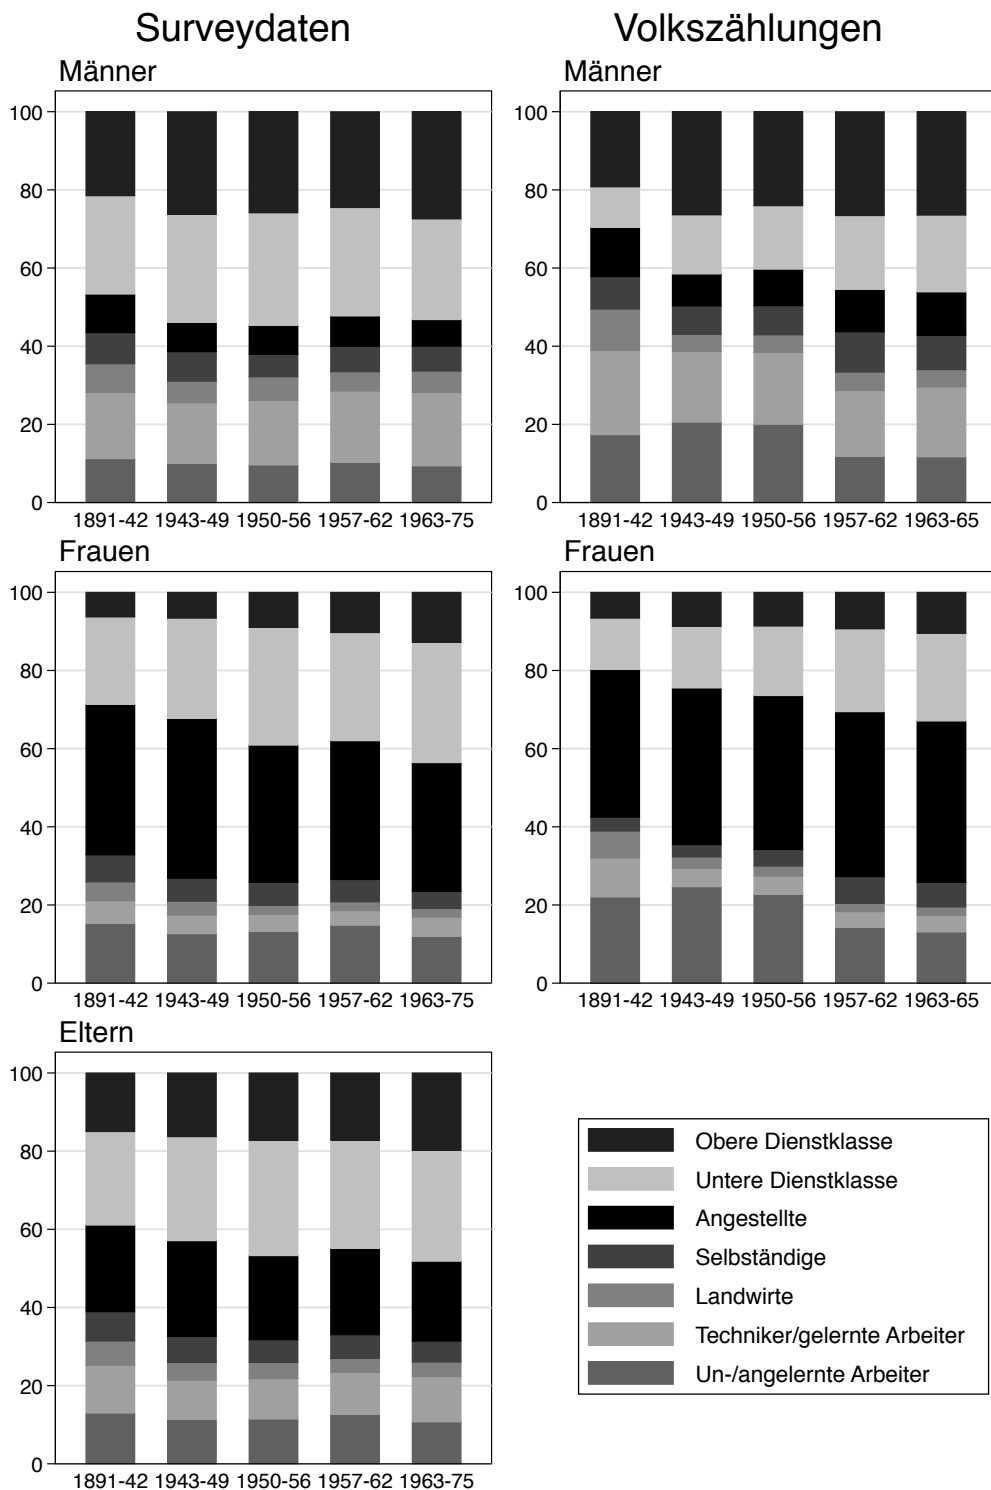 Surveydaten
Volkszählungen
Männer
Männer
100
80
60
40
20
0
1891-42 1943-49 1950-56 1957-62 1963-75
100
80
60
40
20
0
1891-42 1943-49 1950-56 1957-62 1963-65
Frauen
Frauen
100
80
60
40
20
0
1891-42 1943-49 1950-56 1957-62 1963-75
100
80
60
40
20
0
1891-42 1943-49 1950-56 1957-62 1963-65
Eltern
100
80
60
40
20
0
1891-42 1943-49 1950-56 1957-62 1963-75
Obere Dienstklasse
Untere Dienstklasse
Angestellte
Selbständige
Landwirte
Techniker/gelernte Arbeiter
Un-/angelernte Arbeiter